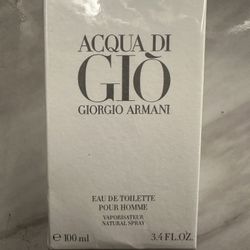 ACQUA DI
GIÒ
GIORGIO ARMANI
EAU DE TOILETTE
POUR HOMME
VAPORISATEUR
NATURAL SPRAY
℮ 100 ml 3.4 FL.OZ.